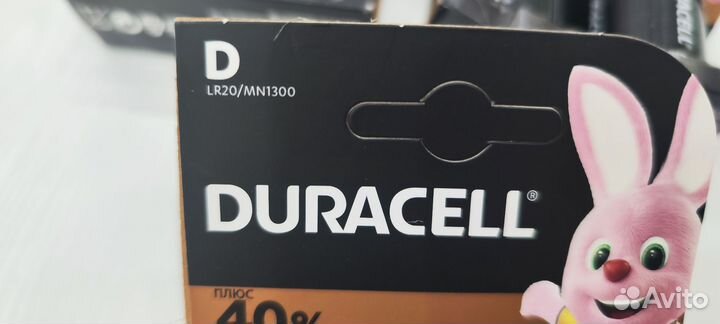 D
LR20/MN1300
DURACELL®
ПЛЮС
40%
Avito